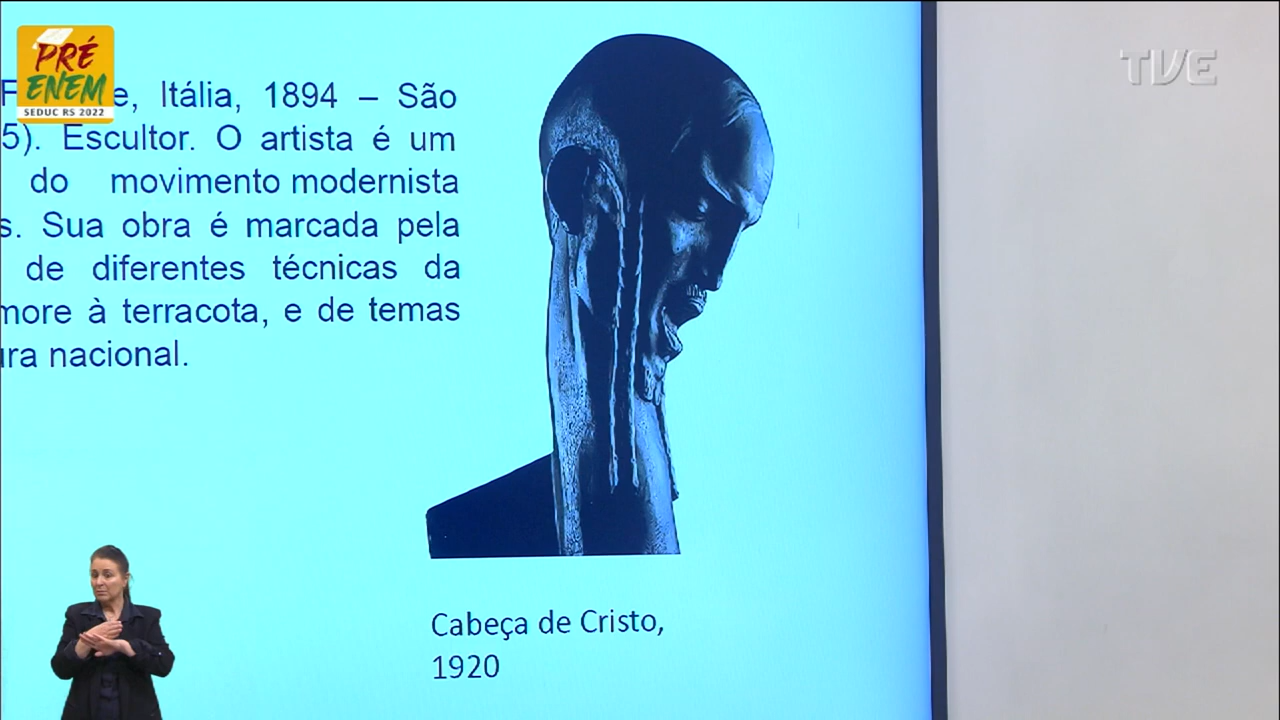 PRÉ
ENEM
SEDUC RS 2022
TVE
e, Itália, 1894 – São
5). Escultor. O artista é um
do movimento modernista
s. Sua obra é marcada pela
de diferentes técnicas da
more à terracota, e de temas
ura nacional.
Cabeça de Cristo,
1920